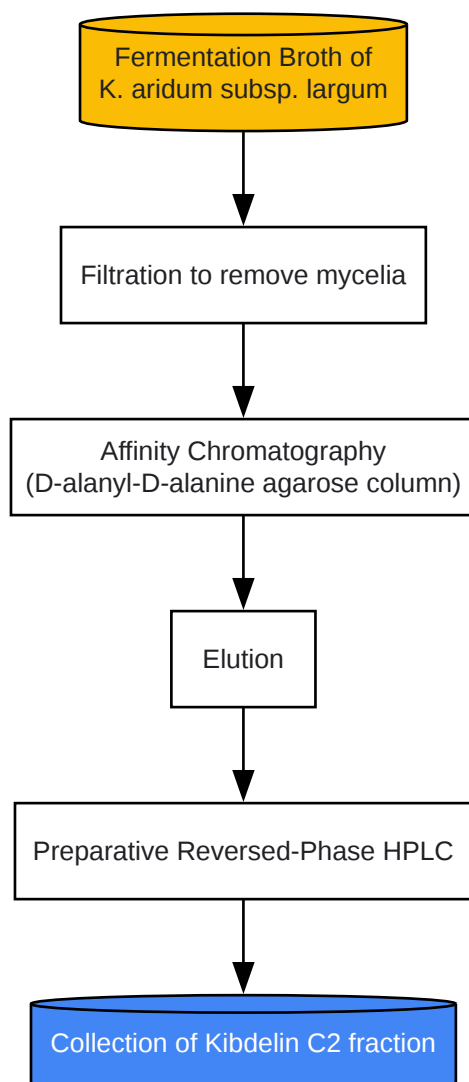 Fermentation Broth of
K. aridum subsp. largum
Filtration to remove mycelia
Affinity Chromatography
(D-alanyl-D-alanine agarose column)
Elution
Preparative Reversed-Phase HPLC
Collection of Kibdelin C2 fraction